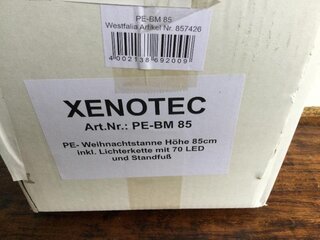 PE-BM 85
Westfalia Artikel Nr. 857426
4 002138 692009
XENOTEC
Art.Nr.: PE-BM 85
PE- Weihnachtstanne Höhe 85cm
inkl. Lichterkette mit 70 LED
und Standfuß